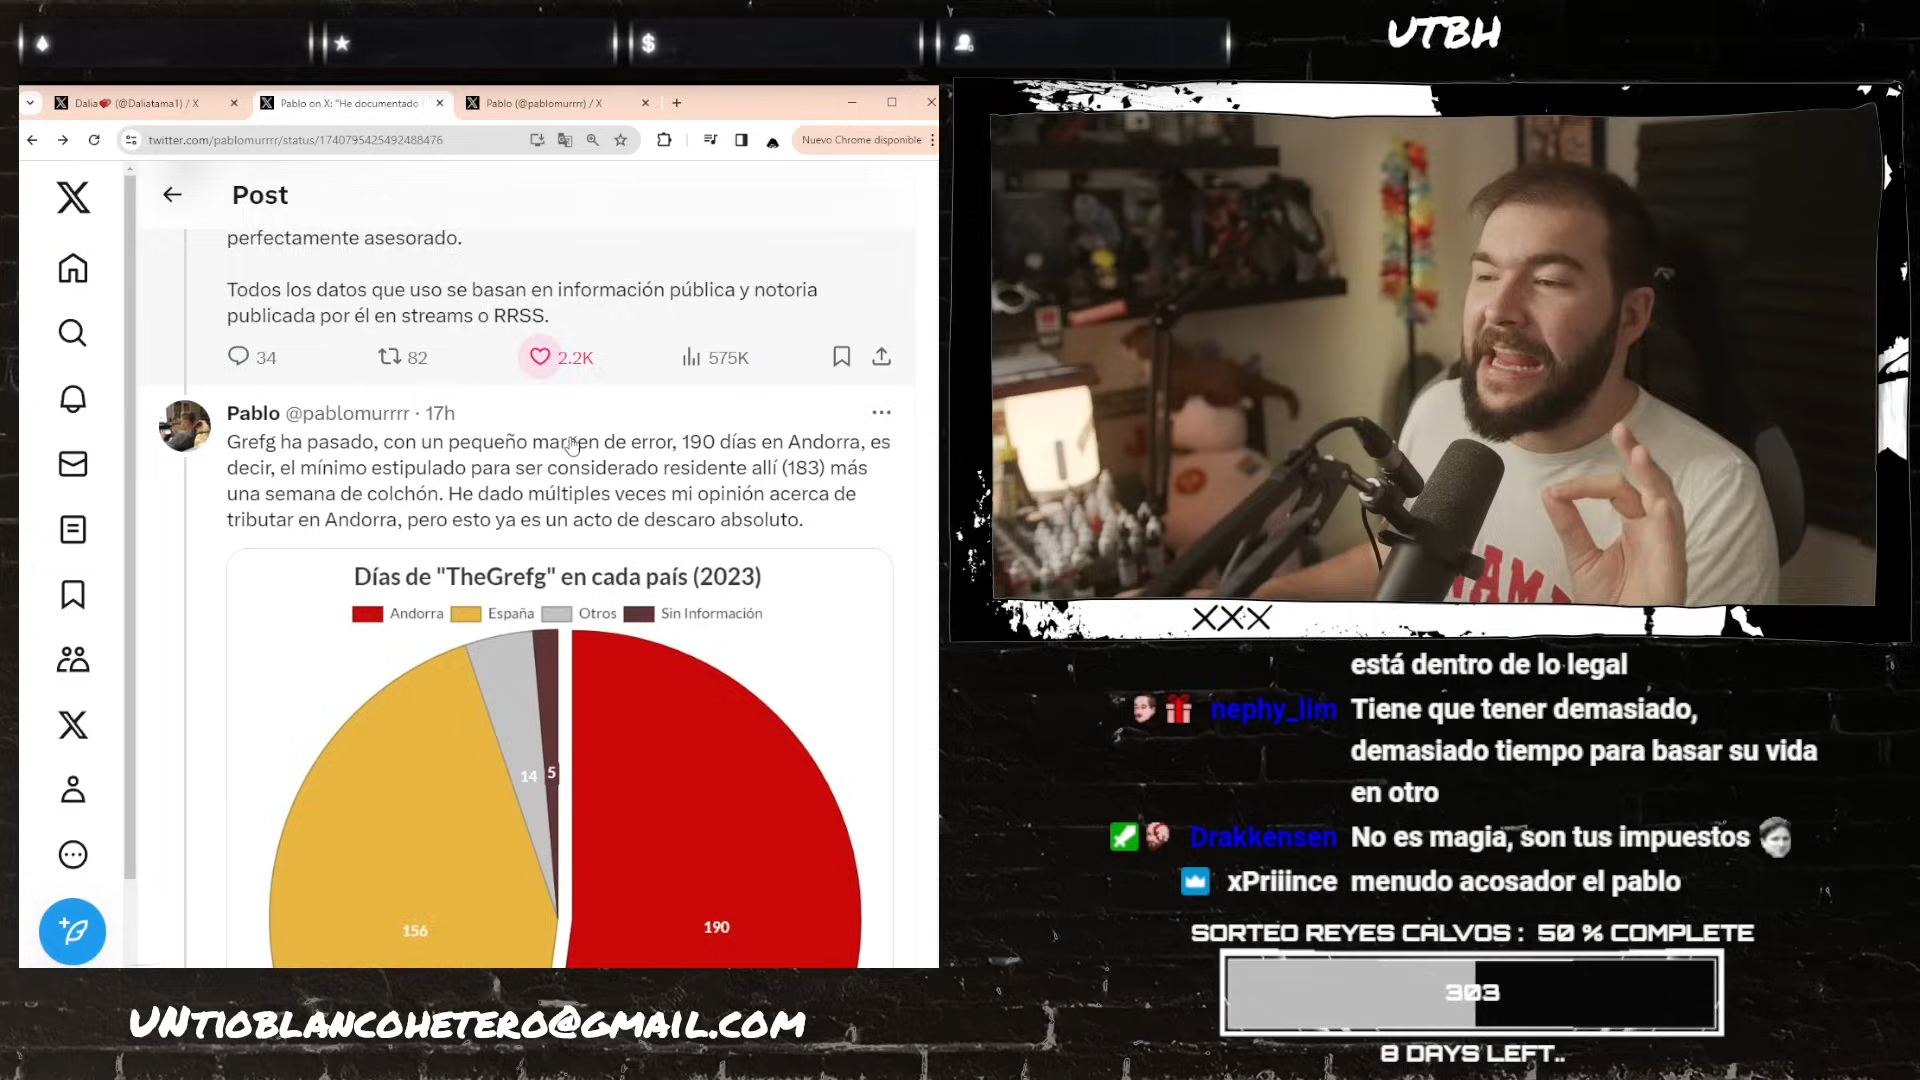 UTBH
Dalia (@Daliatama1) / X
Pablo on X: "He documentado
Pablo (@pablomurrrr) / X
twitter.com/pablomurrrr/status/1740795425492488476
Nuevo Chrome disponible
Post
perfectamente asesorado.
Todos los datos que uso se basan en información pública y notoria
publicada por él en streams o RRSS.
34 82 2.2K 575K
Pablo @pablomurrrr · 17h
Grefg ha pasado, con un pequeño margen de error, 190 días en Andorra, es
decir, el mínimo estipulado para ser considerado residente allí (183) más
una semana de colchón. He dado múltiples veces mi opinión acerca de
tributar en Andorra, pero esto ya es un acto de descaro absoluto.
Días de "TheGrefg" en cada país (2023)
Andorra España Otros Sin Información
14 5
156 190
XXX
está dentro de lo legal
nephy_lim Tiene que tener demasiado,
demasiado tiempo para basar su vida
en otro
Drakkensen No es magia, son tus impuestos
xPriiince menudo acosador el pablo
SORTEO REYES CALVOS : 50 % COMPLETE
303
8 DAYS LEFT..
UNTIOBLANCOHETERO@GMAIL.COM